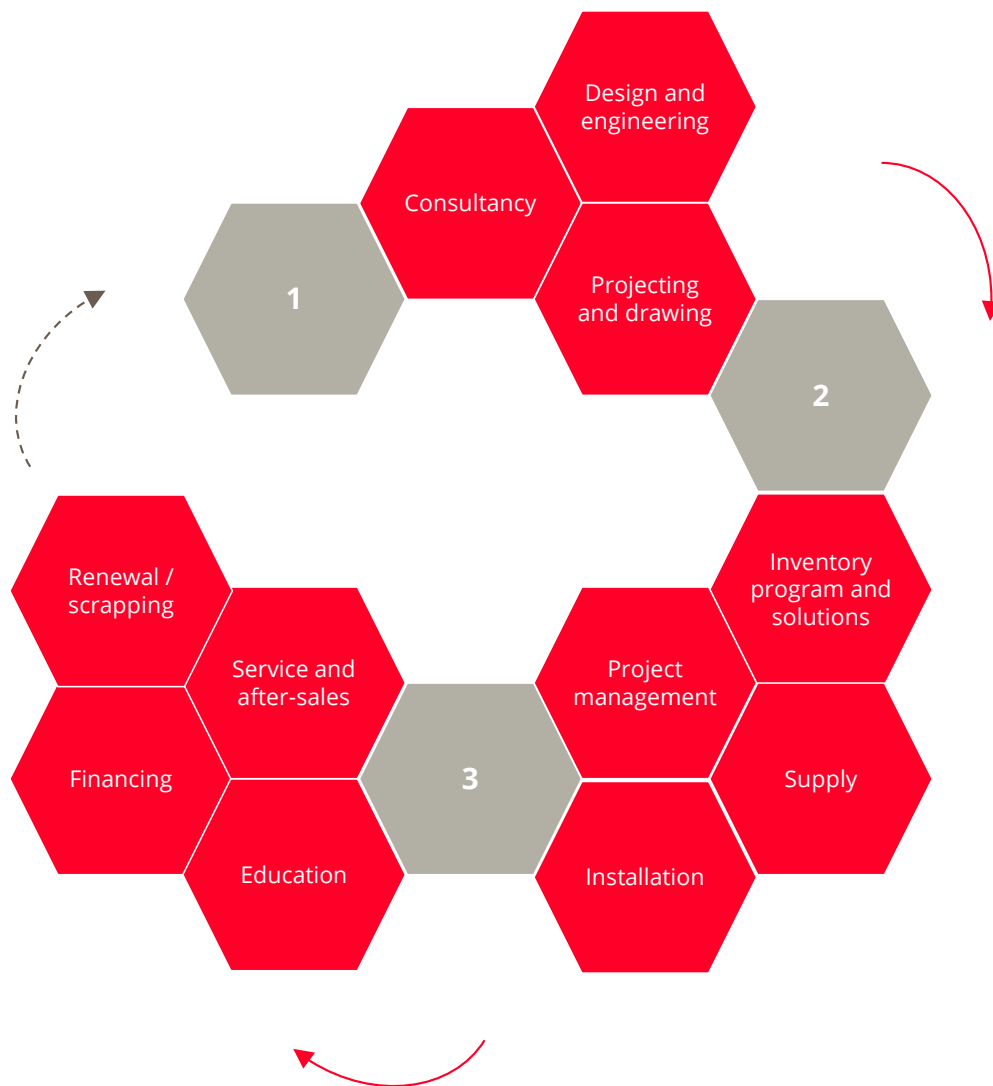 Design and
engineering
Consultancy
1
Projecting
and drawing
2
Inventory
program and
solutions
Project
management
Supply
Installation
3
Service and
after-sales
Education
Renewal /
scrapping
Financing